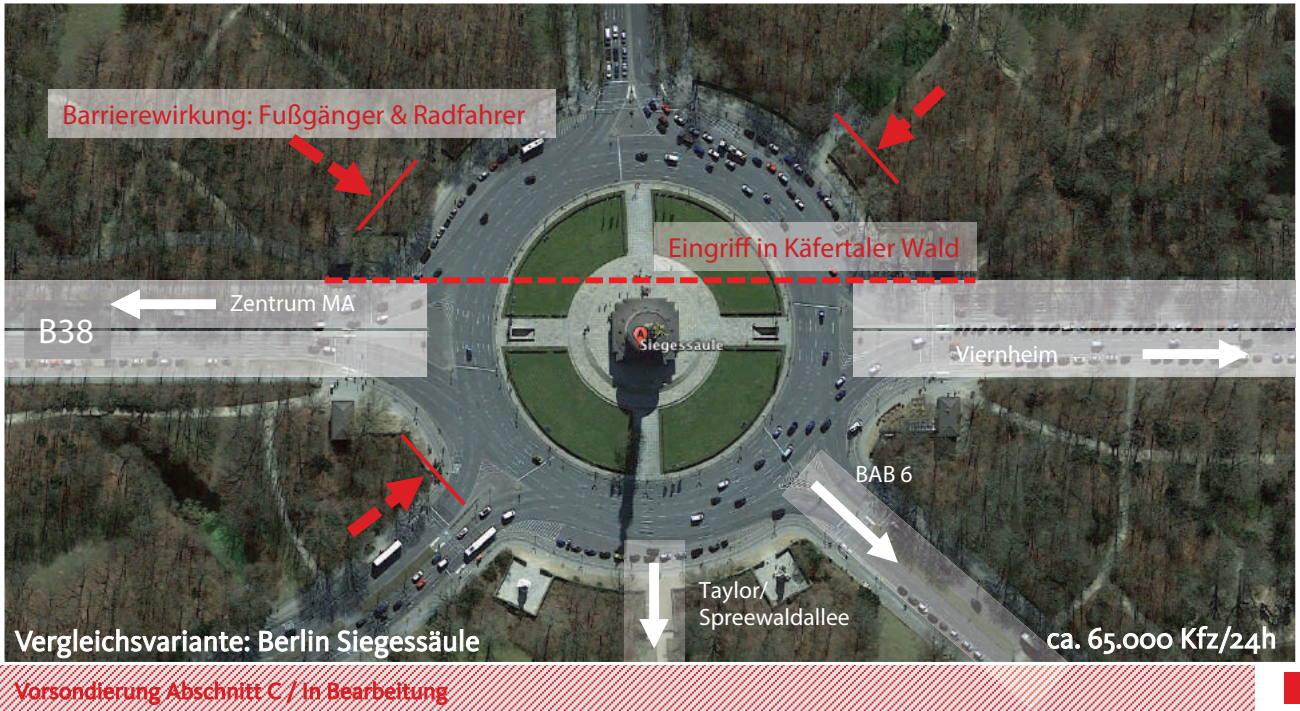 Barrierewirkung: Fußgänger & Radfahrer
Eingriff in Käfertaler Wald
Zentrum MA
B38
A
Siegessäule
Viernheim
BAB 6
Taylor/
Spreewaldallee
Vergleichsvariante: Berlin Siegessäule
ca. 65.000 Kfz/24h
Vorsondierung Abschnitt C / In Bearbeitung